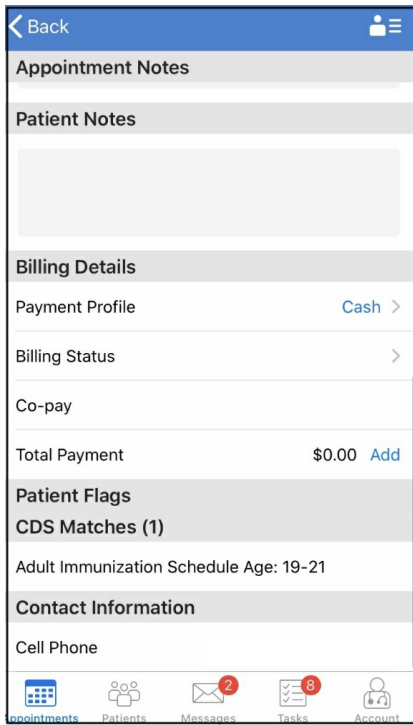 Back
Appointment Notes
Patient Notes
Billing Details
Payment Profile Cash
Billing Status
Co-pay
Total Payment $0.00 Add
Patient Flags
CDS Matches (1)
Adult Immunization Schedule Age: 19-21
Contact Information
Cell Phone
2 8
Appointments Patients Messages Tasks Account